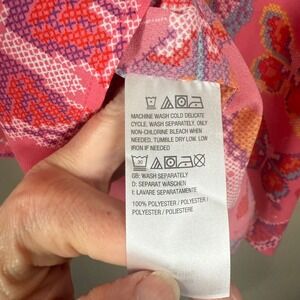 MACHINE WASH COLD DELICATE
CYCLE, WASH SEPARATELY, ONLY
NON-CHLORINE BLEACH WHEN
NEEDED, TUMBLE DRY LOW, LOW
IRON IF NEEDED
GB: WASH SEPARATELY
D: SEPARAT WASCHEN
E: LAVARE SEPARATAMENTE
100% POLYESTER / POLYESTER /
POLYESTER / POLIESTERE